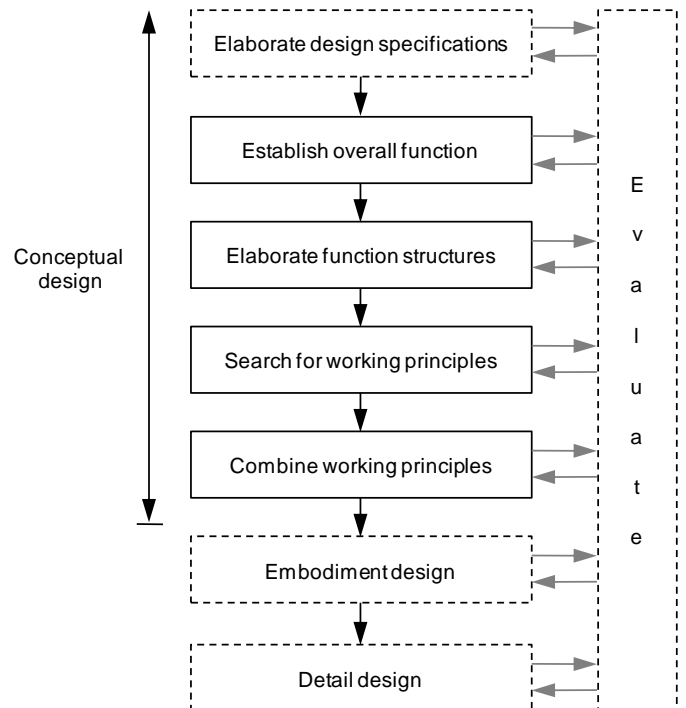 Elaborate design specifications
Establish overall function
Elaborate function structures
Conceptual
design
Search for working principles
Combine working principles
Embodiment design
Detail design
E
v
a
l
u
a
t
e